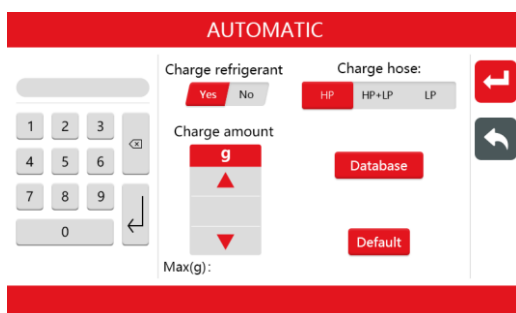 AUTOMATIC
Charge refrigerant
Yes No
Charge hose:
HP HP+LP LP
1 2 3
4 5 6
7 8 9
0
Charge amount
g
Database
Default
Max(g):